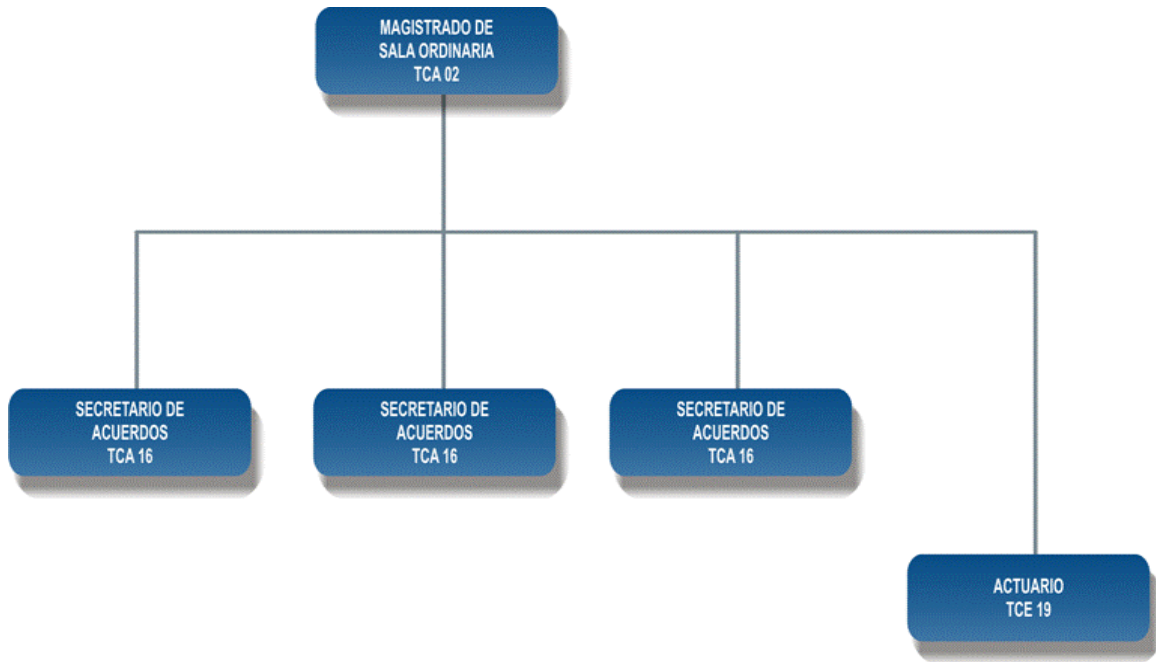 MAGISTRADO DE
SALA ORDINARIA
TCA 02
SECRETARIO DE
ACUERDOS
TCA 16
SECRETARIO DE
ACUERDOS
TCA 16
SECRETARIO DE
ACUERDOS
TCA 16
ACTUARIO
TCE 19